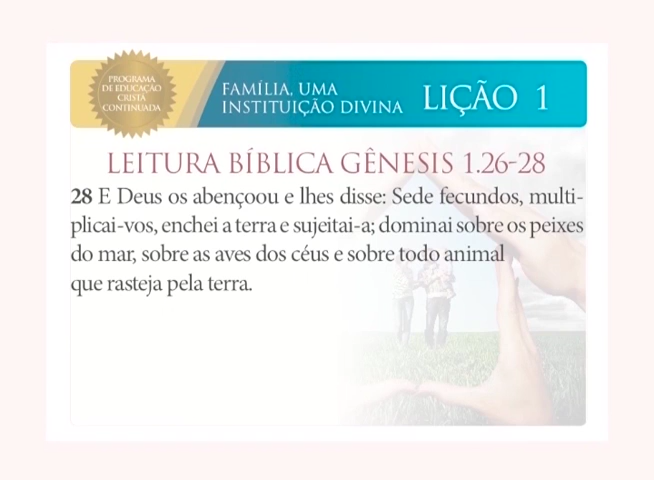 PROGRAMA
DE EDUCAÇÃO
CRISTÃ
CONTINUADA
FAMÍLIA, UMA
INSTITUIÇÃO DIVINA
LIÇÃO 1
LEITURA BÍBLICA GÊNESIS 1.26-28
28 E Deus os abençoou e lhes disse: Sede fecundos, multi-
plicai-vos, enchei a terra e sujeitai-a; dominai sobre os peixes
do mar, sobre as aves dos céus e sobre todo animal
que rasteja pela terra.